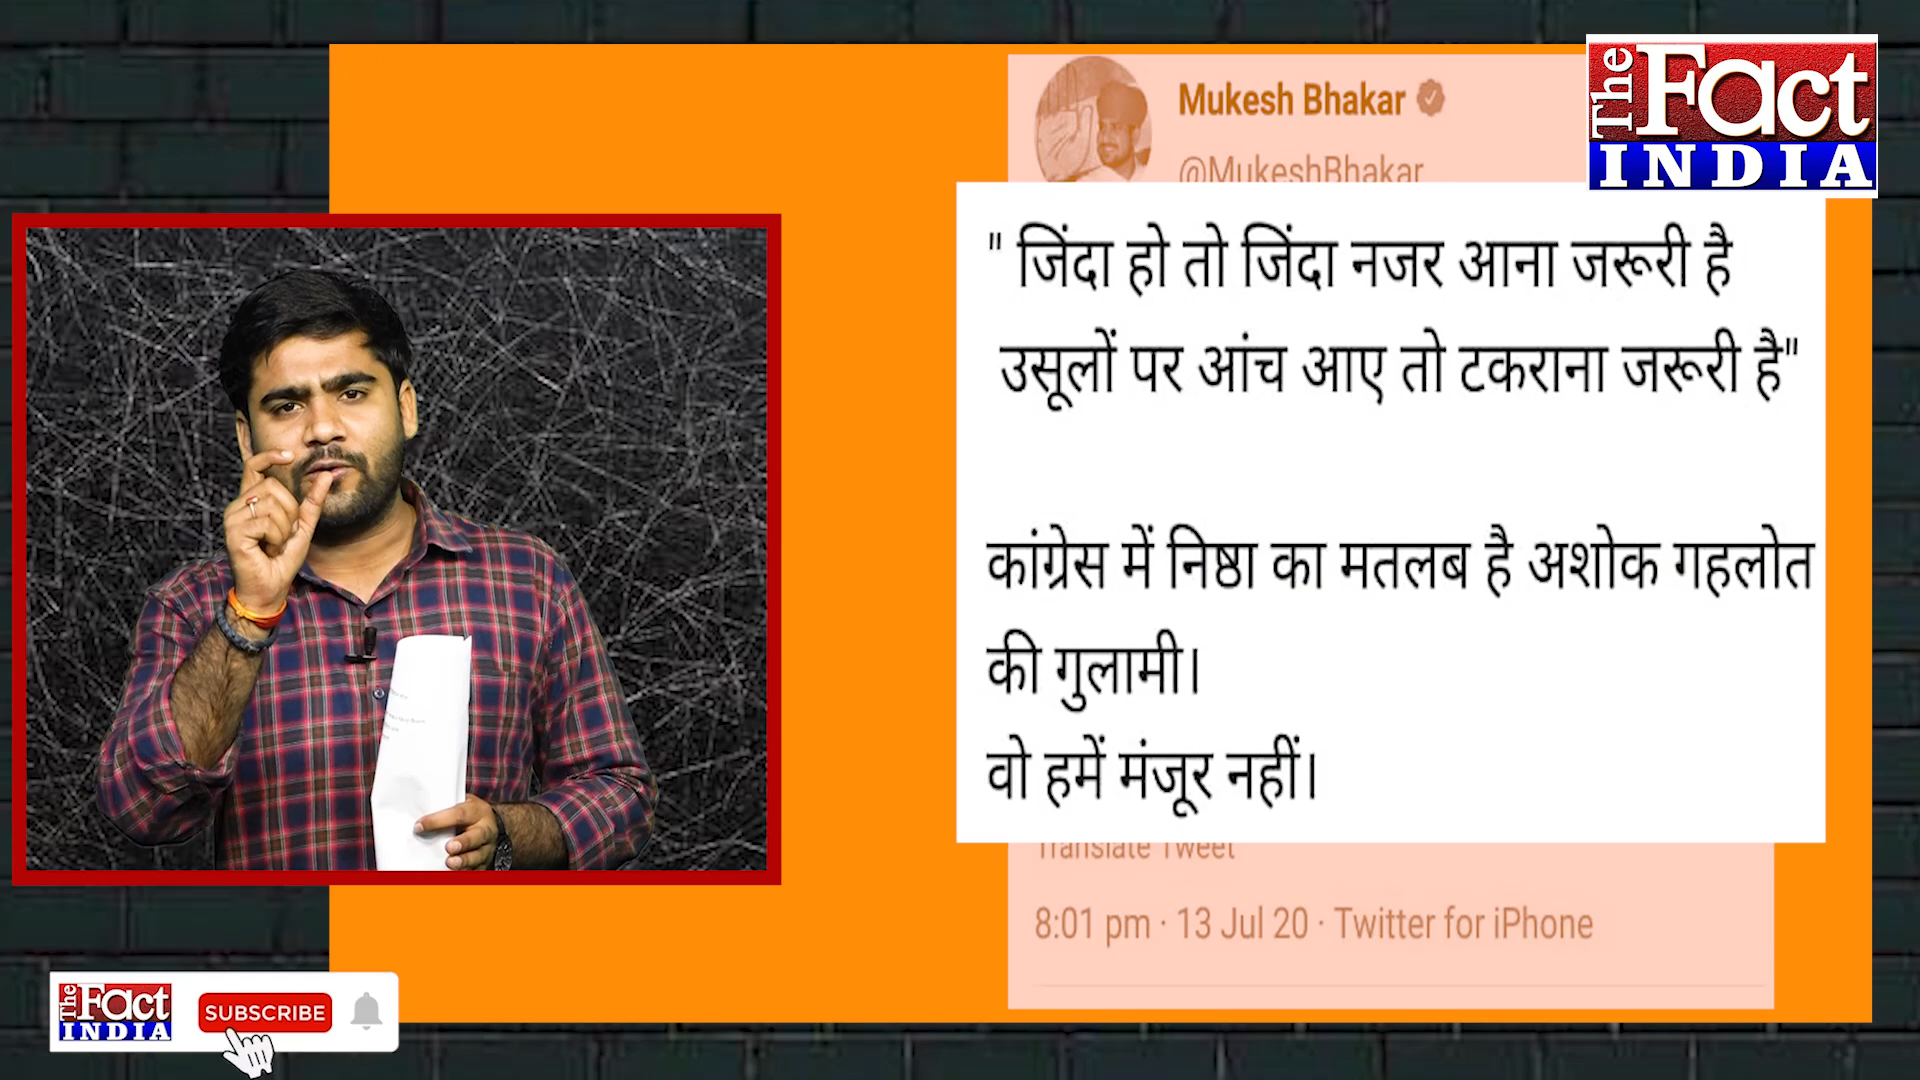 The Fact
INDIA
Mukesh Bhakar
@MukeshBhakar
" जिंदा हो तो जिंदा नजर आना जरूरी है
उसूलों पर आंच आए तो टकराना जरूरी है"
कांग्रेस में निष्ठा का मतलब है अशोक गहलोत
की गुलामी।
वो हमें मंजूर नहीं।
Translate Tweet
8:01 pm · 13 Jul 20 · Twitter for iPhone
The Fact
INDIA
SUBSCRIBE